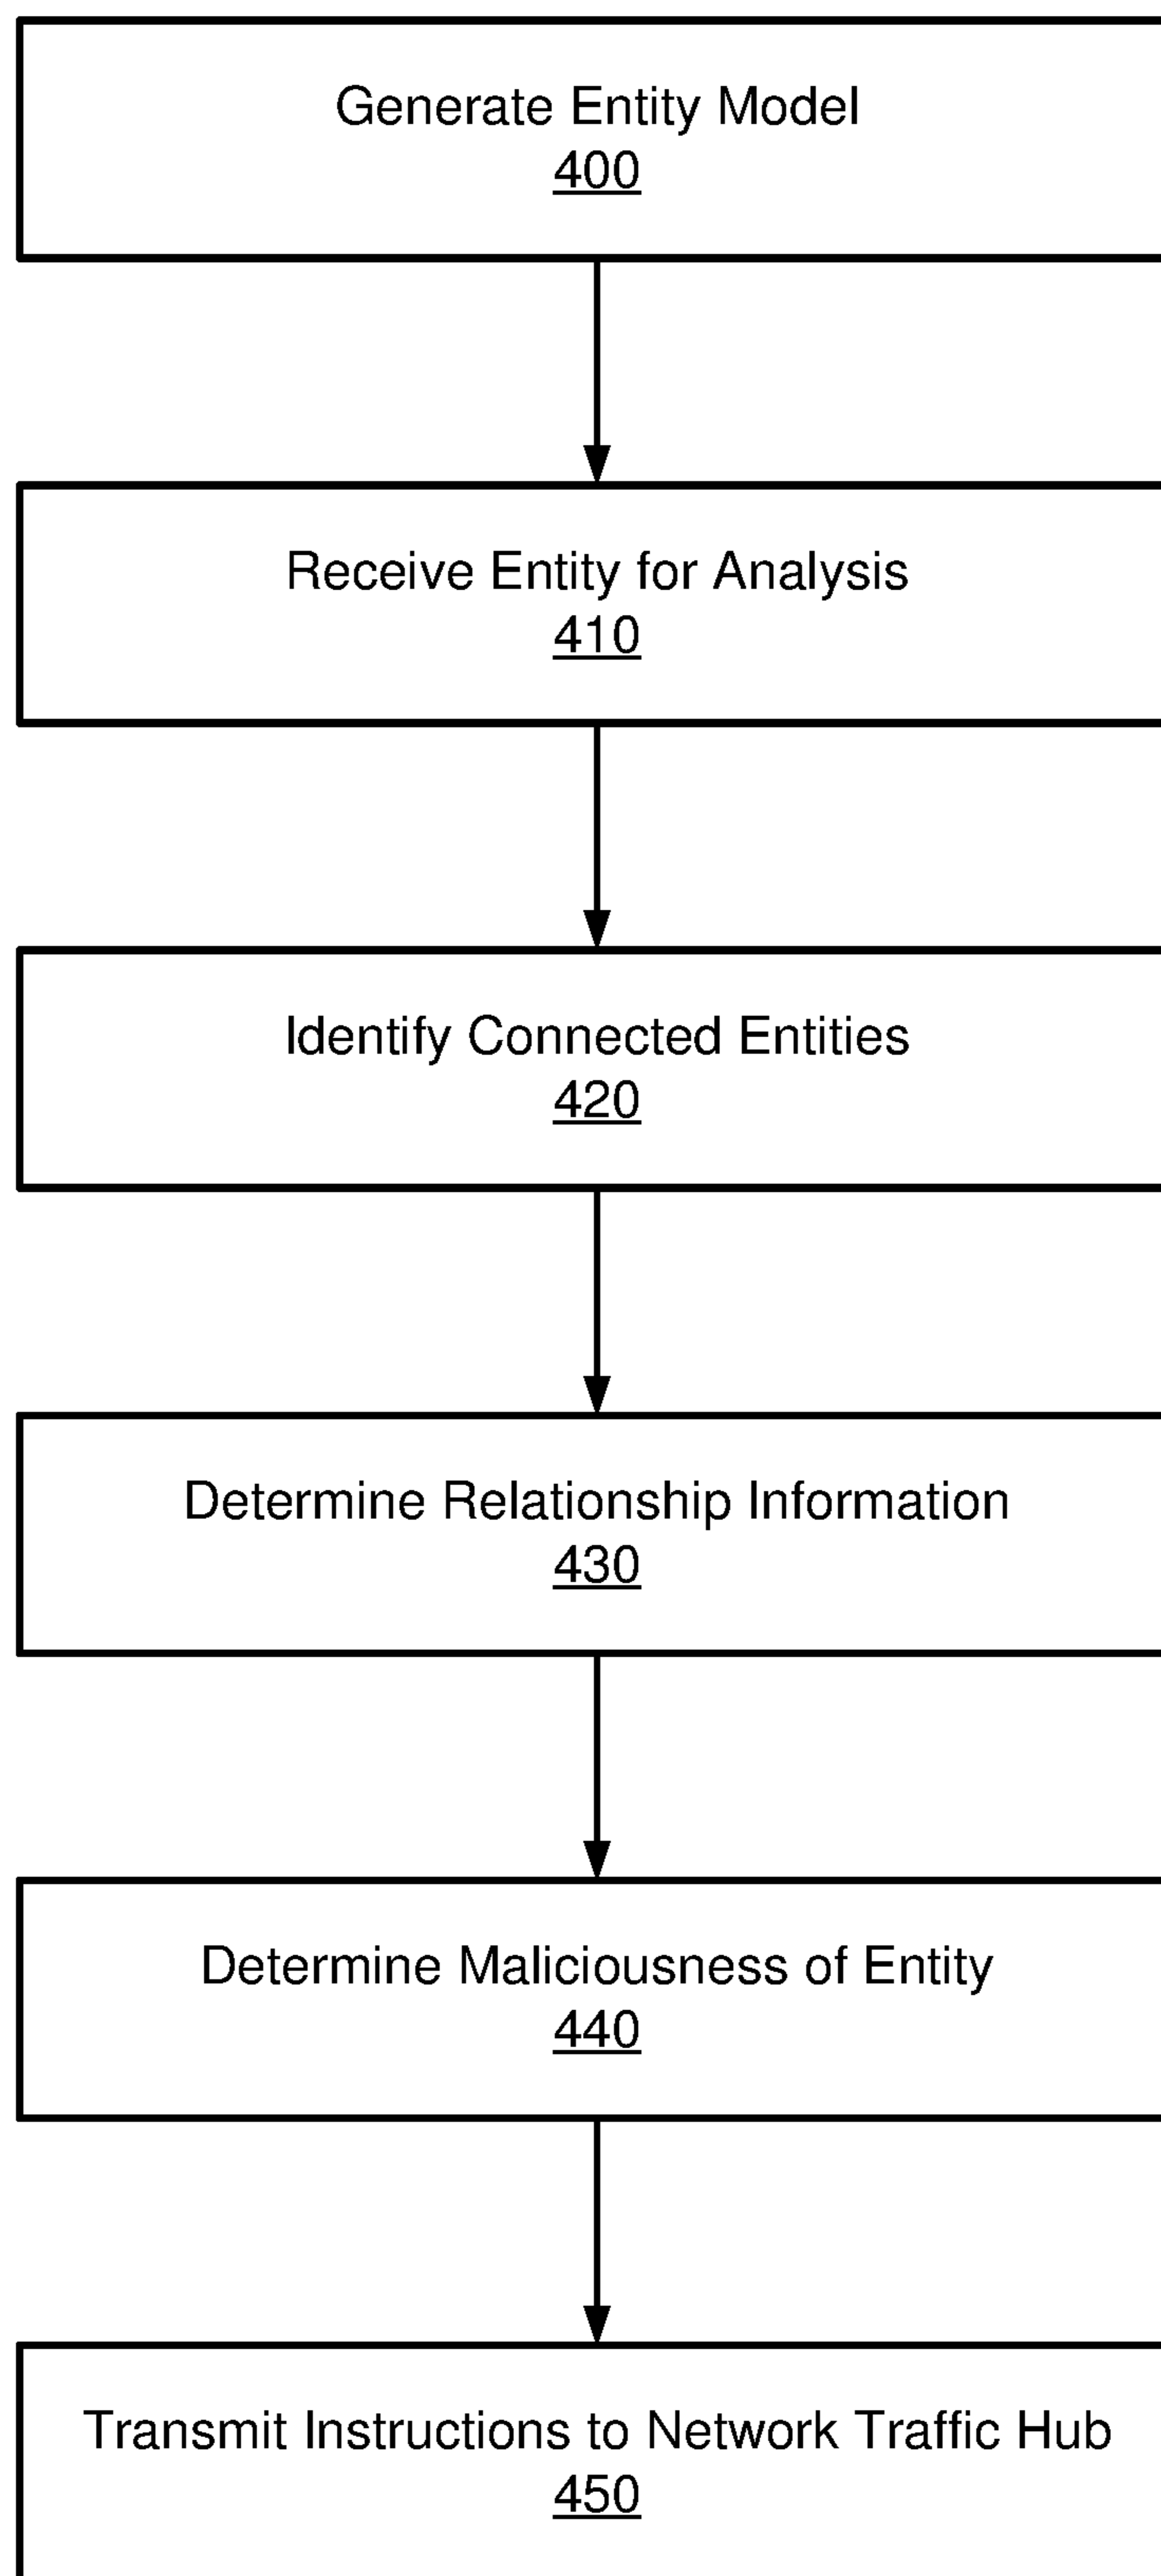 Generate Entity Model
400
Receive Entity for Analysis
410
Identify Connected Entities
420
Determine Relationship Information
430
Determine Maliciousness of Entity
440
Transmit Instructions to Network Traffic Hub
450